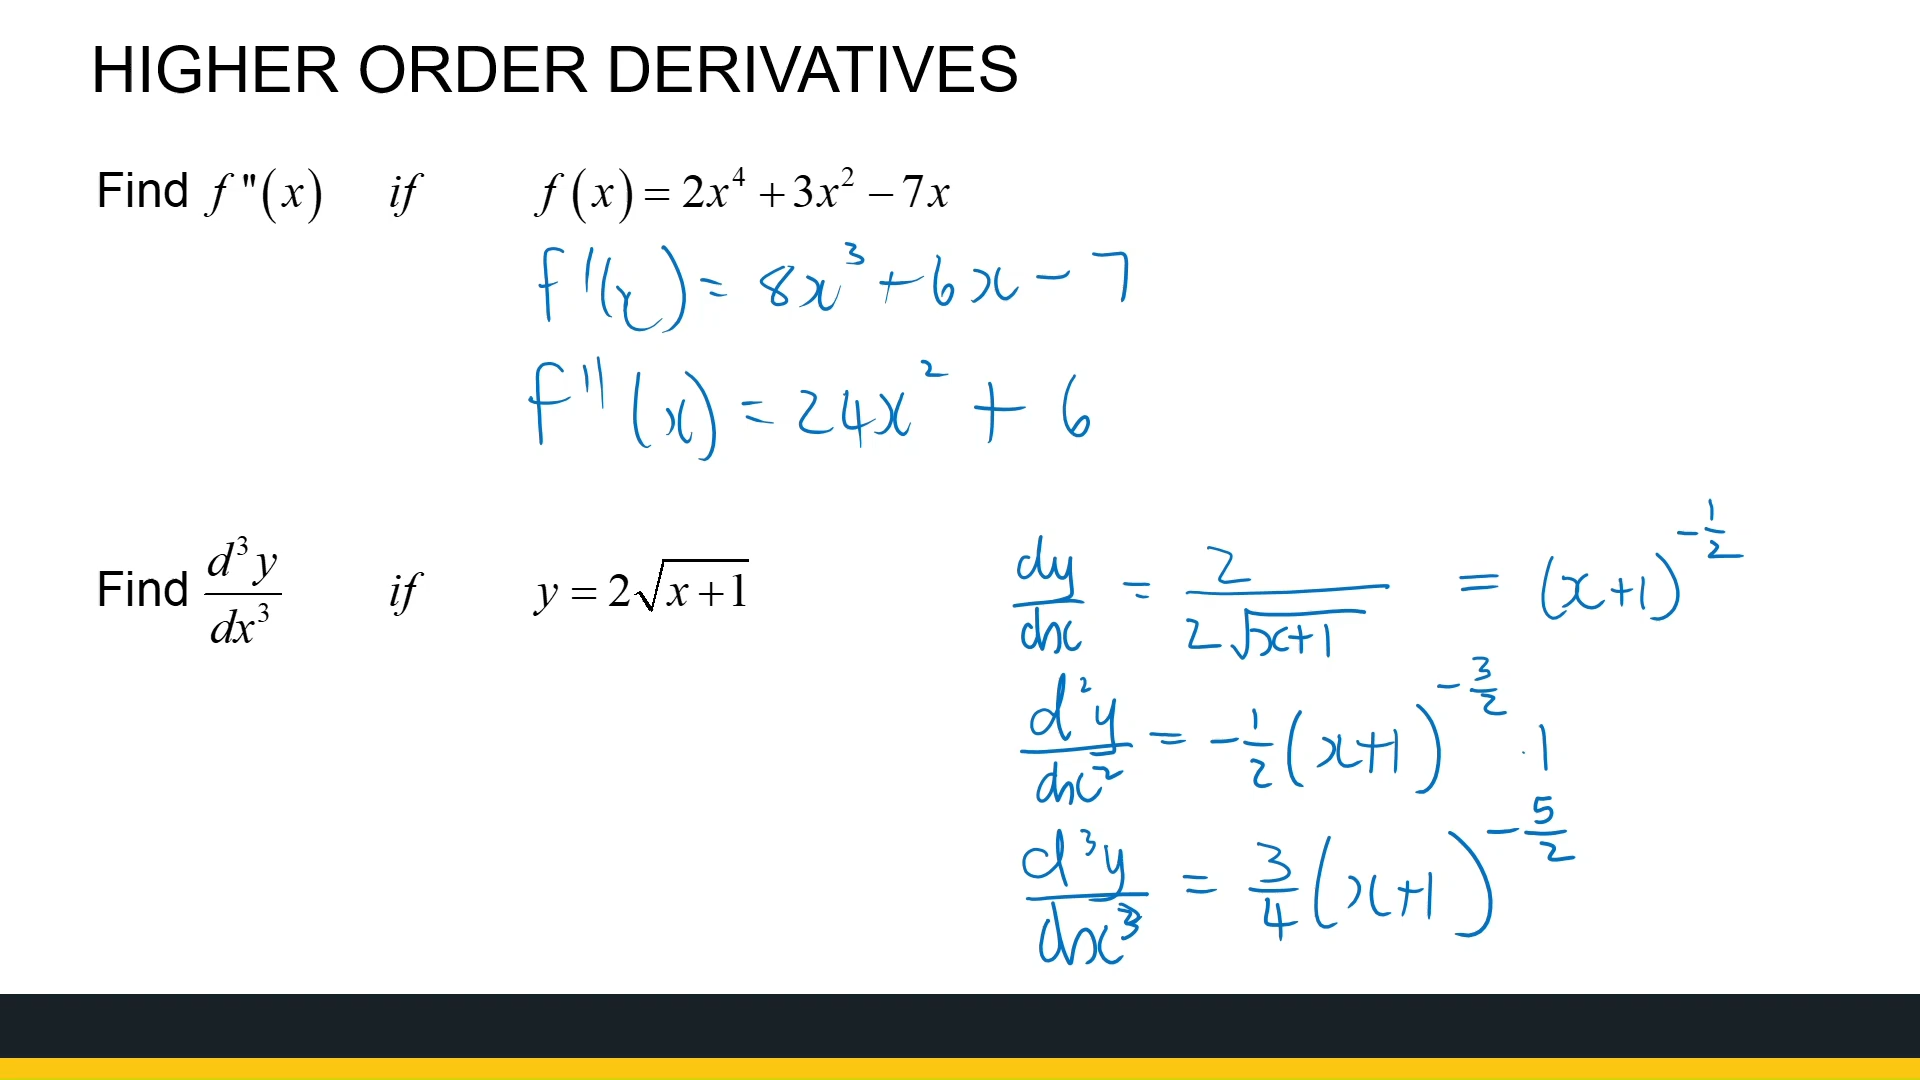 HIGHER ORDER DERIVATIVES
Find f "(x) if f(x) = 2x⁴ + 3x² − 7x
f'(x) = 8x³ + 6x − 7
f''(x) = 24x² + 6
Find d³y/dx³ if y = 2√(x+1)
dy/dx = 2/(2√(x+1)) = (x+1)^(-1/2)
d²y/dx² = -1/2 (x+1)^(-3/2) · 1
d³y/dx³ = 3/4 (x+1)^(-5/2)